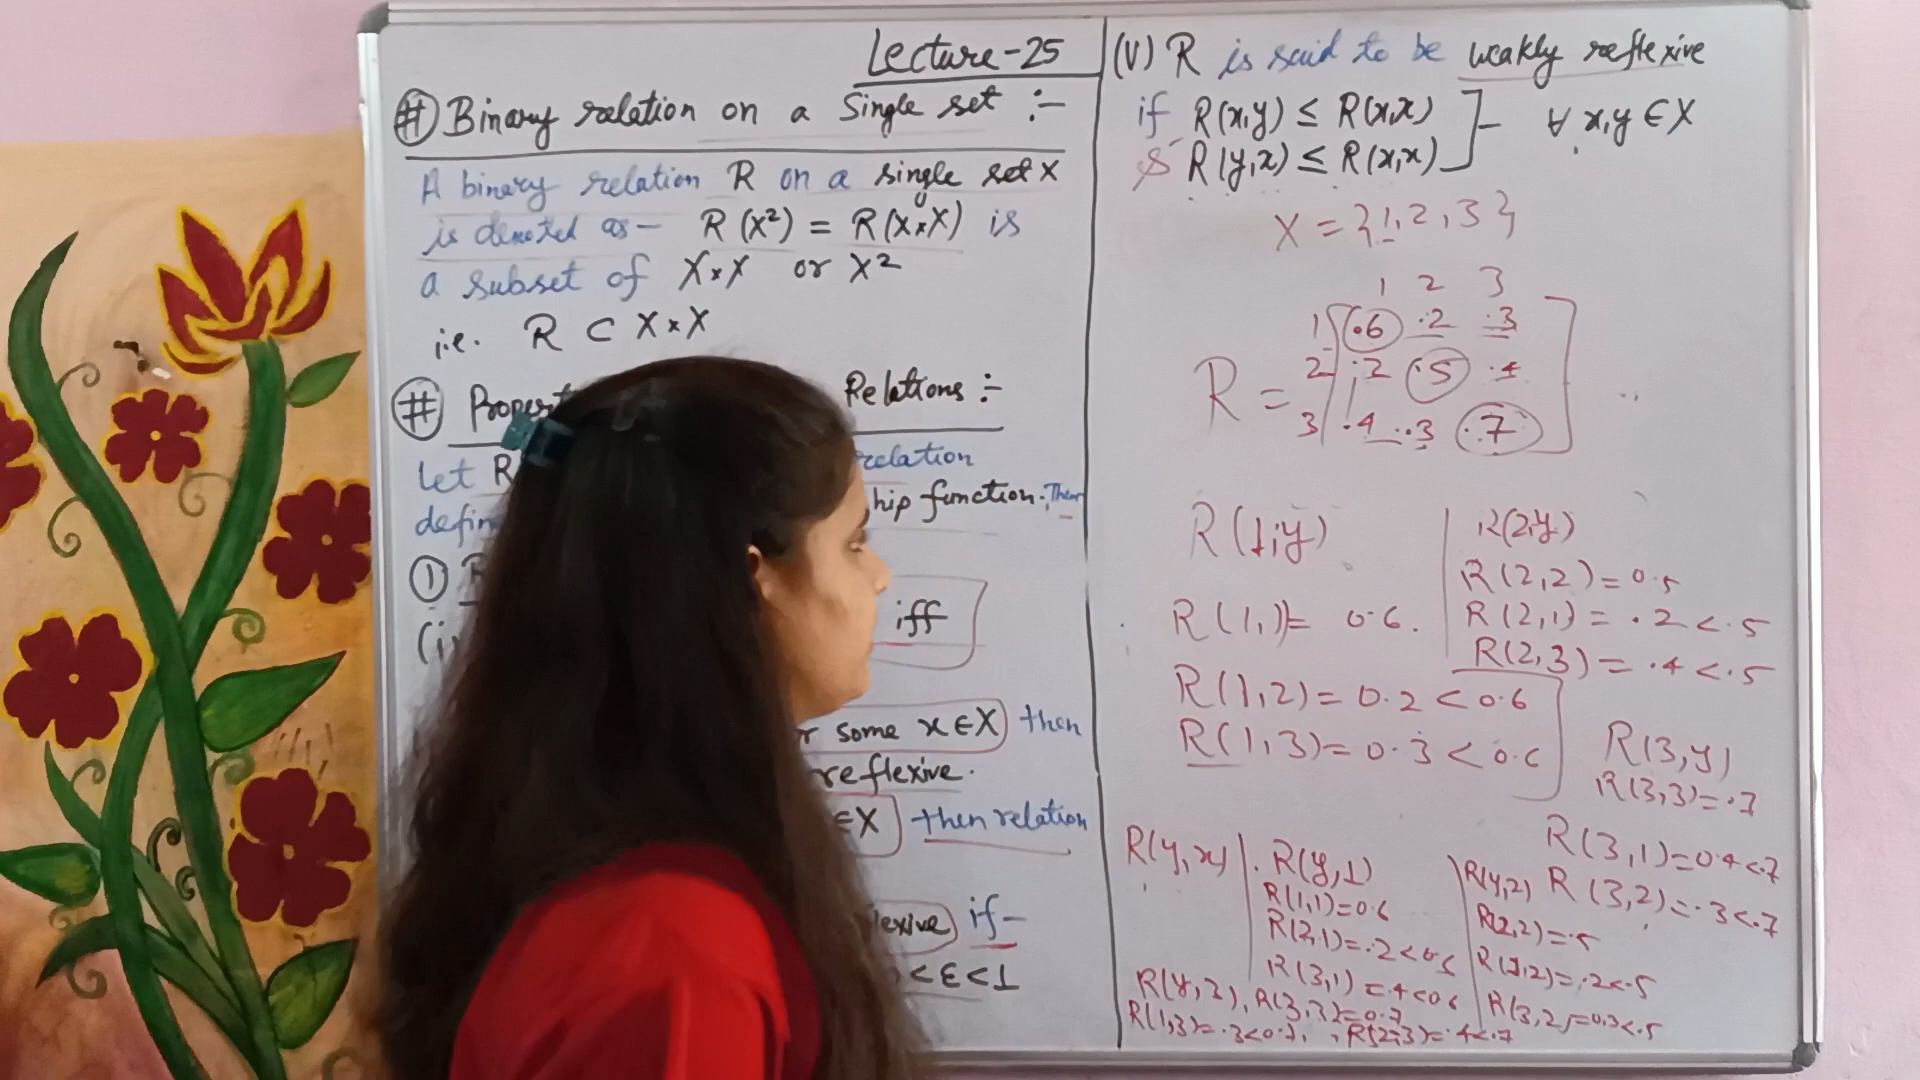 Lecture-25
# Binary relation on a Single set :-
A binary relation R on a single set X
is denoted as - R (X²) = R(X×X) is
a subset of X×X or X²
i.e. R ⊂ X×X
# Relations :-
Let R relation
function. Then
①
iff
some x∈X then
reflexive.
∈X then relation
if -
<ε<1
(V) R is said to be weakly reflexive
if R(x,y) ≤ R(x,x) ]- ∀ x,y ∈ X
& R(y,x) ≤ R(x,x)
X = {1,2,3}
1 2 3
1 .6 .2 .3
R = 2 .2 .5 .4
3 .4 .3 .7
R(1,y)
R(1,1)= 0.6.
R(1,2)= 0.2 < 0.6
R(1,3)= 0.3 < 0.6
R(2,y)
R(2,2)= 0.5
R(2,1)= .2 < .5
R(2,3)= .4 < .5
R(3,y)
R(3,3)=.7
R(3,1)=0.4<.7
R(3,2)=.3<.7
R(y,x)
R(y,1)
R(1,1)=0.6
R(2,1)=.2<0.6
R(3,1)=.4<0.6
R(y,2)
R(2,2)=.5
R(1,2)=.2<.5
R(3,2)=0.3<.5
R(y,3), R(3,3)=0.7
R(1,3)=.3<0.7, R(2,3)=.4<.7